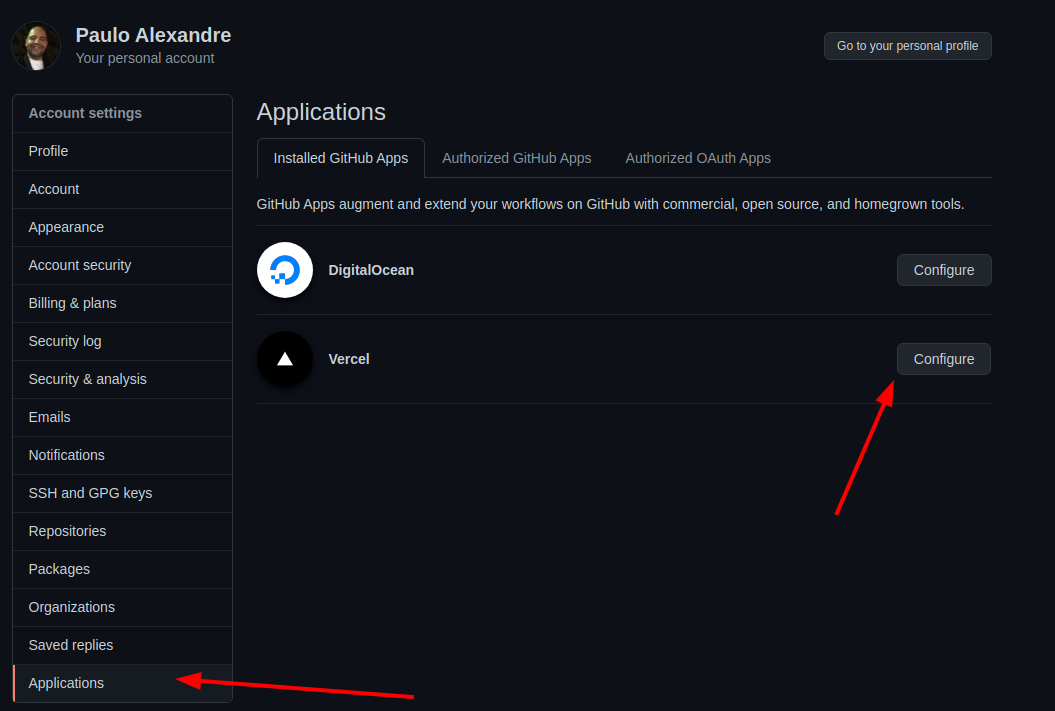 Paulo Alexandre
Your personal account
Go to your personal profile
Account settings
Profile
Account
Appearance
Account security
Billing & plans
Security log
Security & analysis
Emails
Notifications
SSH and GPG keys
Repositories
Packages
Organizations
Saved replies
Applications
Applications
Installed GitHub Apps
Authorized GitHub Apps
Authorized OAuth Apps
GitHub Apps augment and extend your workflows on GitHub with commercial, open source, and homegrown tools.
DigitalOcean
Configure
Vercel
Configure